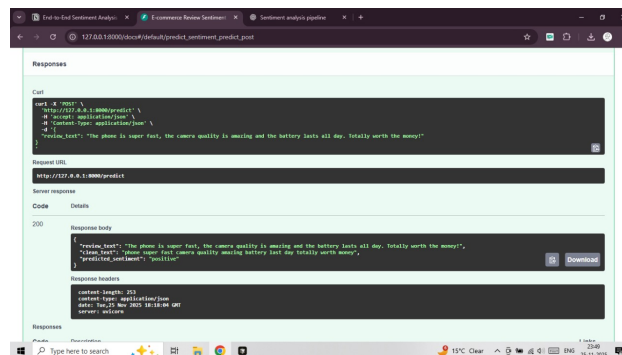 End-to-End Sentiment Analysis
E-commerce Review Sentiment
Sentiment analysis pipeline
127.0.0.1:8000/docs#/default/predict_sentiment_predict_post
Responses
Curl
curl -X 'POST' \
'http://127.0.0.1:8000/predict' \
-H 'accept: application/json' \
-H 'Content-Type: application/json' \
-d '{
"review_text": "The phone is super fast, the camera quality is amazing and the battery lasts all day. Totally worth the money!"
}
'
Request URL
http://127.0.0.1:8000/predict
Server response
Code Details
200
Response body
{
"review_text": "The phone is super fast, the camera quality is amazing and the battery lasts all day. Totally worth the money!",
"clean_text": "phone super fast camera quality amazing battery last day totally worth money",
"predicted_sentiment": "positive"
}
Download
Response headers
content-length: 253
content-type: application/json
date: Tue,25 Nov 2025 18:18:04 GMT
server: uvicorn
Responses
Code Description Links
Type here to search
15°C Clear
ENG
23:49
25-11-2025